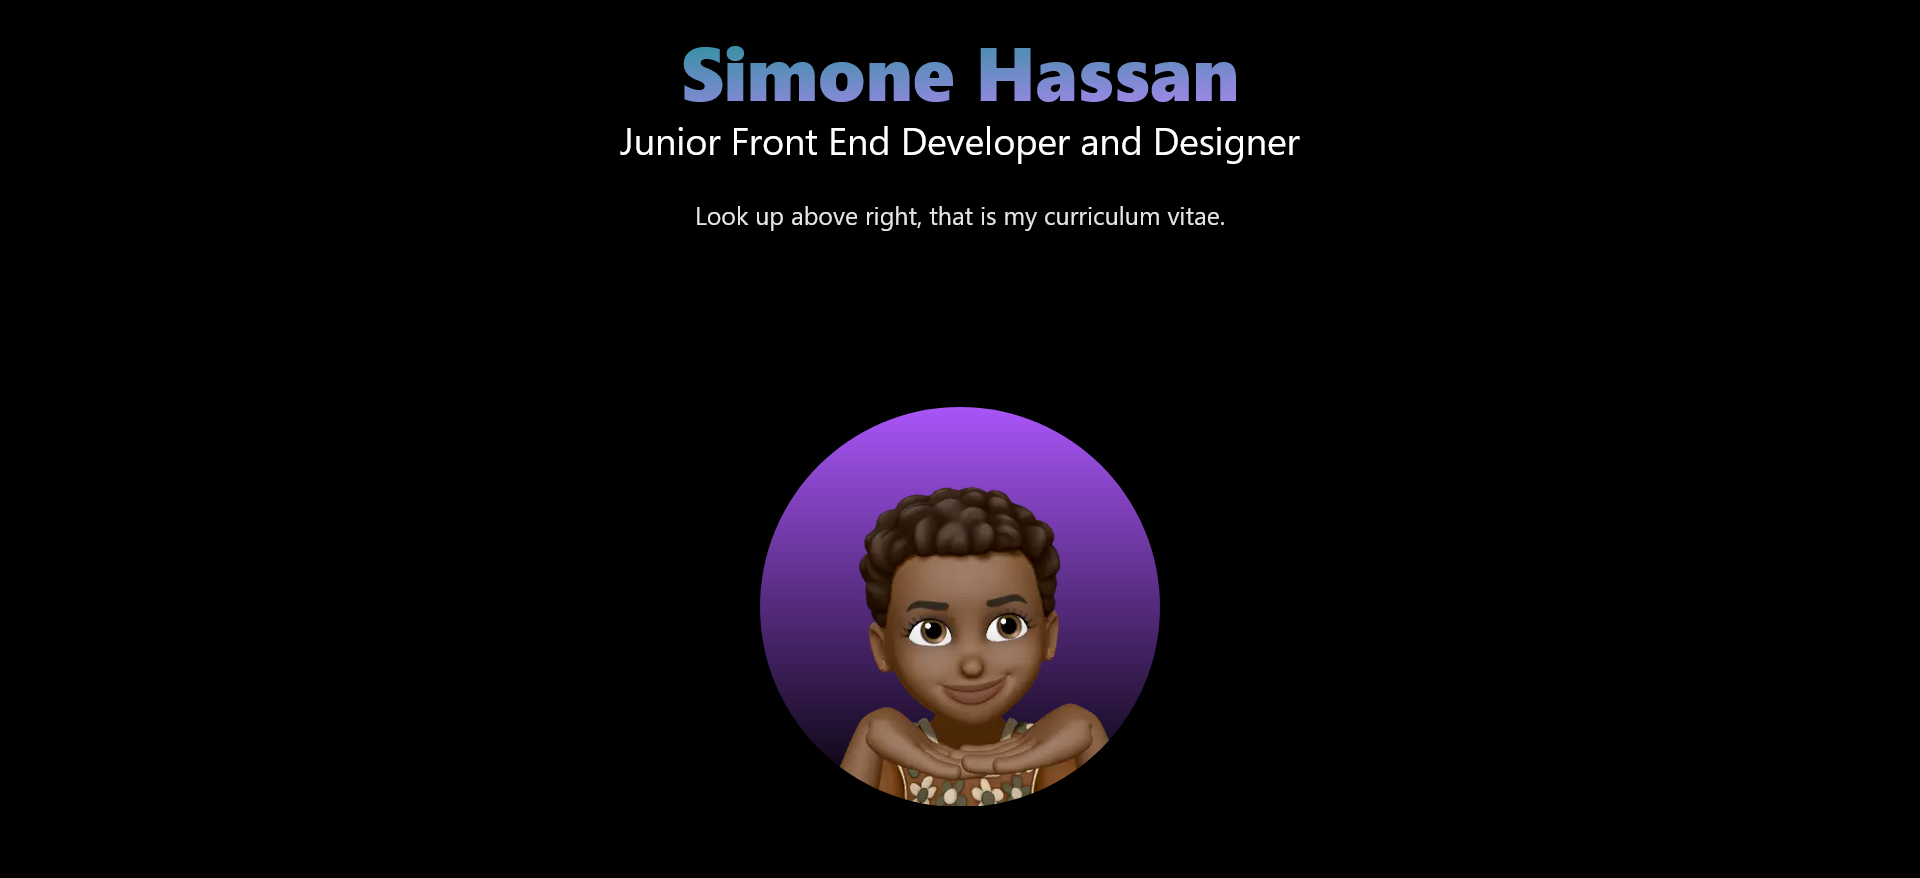 Simone Hassan
Junior Front End Developer and Designer
Look up above right, that is my curriculum vitae.